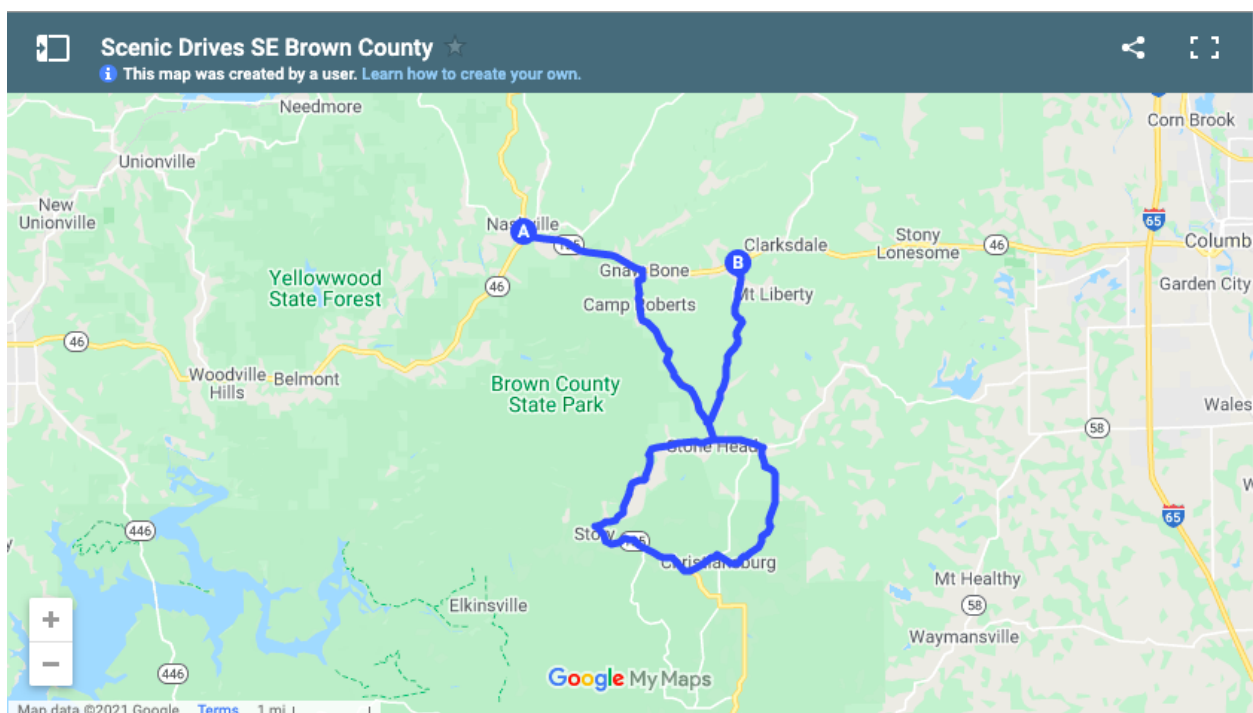 Scenic Drives SE Brown County
i This map was created by a user. Learn how to create your own.
Needmore
Corn Brook
Unionville
New
Unionville
65
Nashville
A
135
Clarksdale
Stony
Lonesome
46
Columb
Gnaw Bone
B
Yellowwood
State Forest
46
Camp Roberts
Mt Liberty
Garden City
46
Woodville
Hills
Belmont
Brown County
State Park
Wales
58
Stone Head
446
Story
135
65
Christiansburg
Mt Healthy
58
Elkinsville
Waymansville
446
Google My Maps
Map data ©2021 Google Terms 1 mi